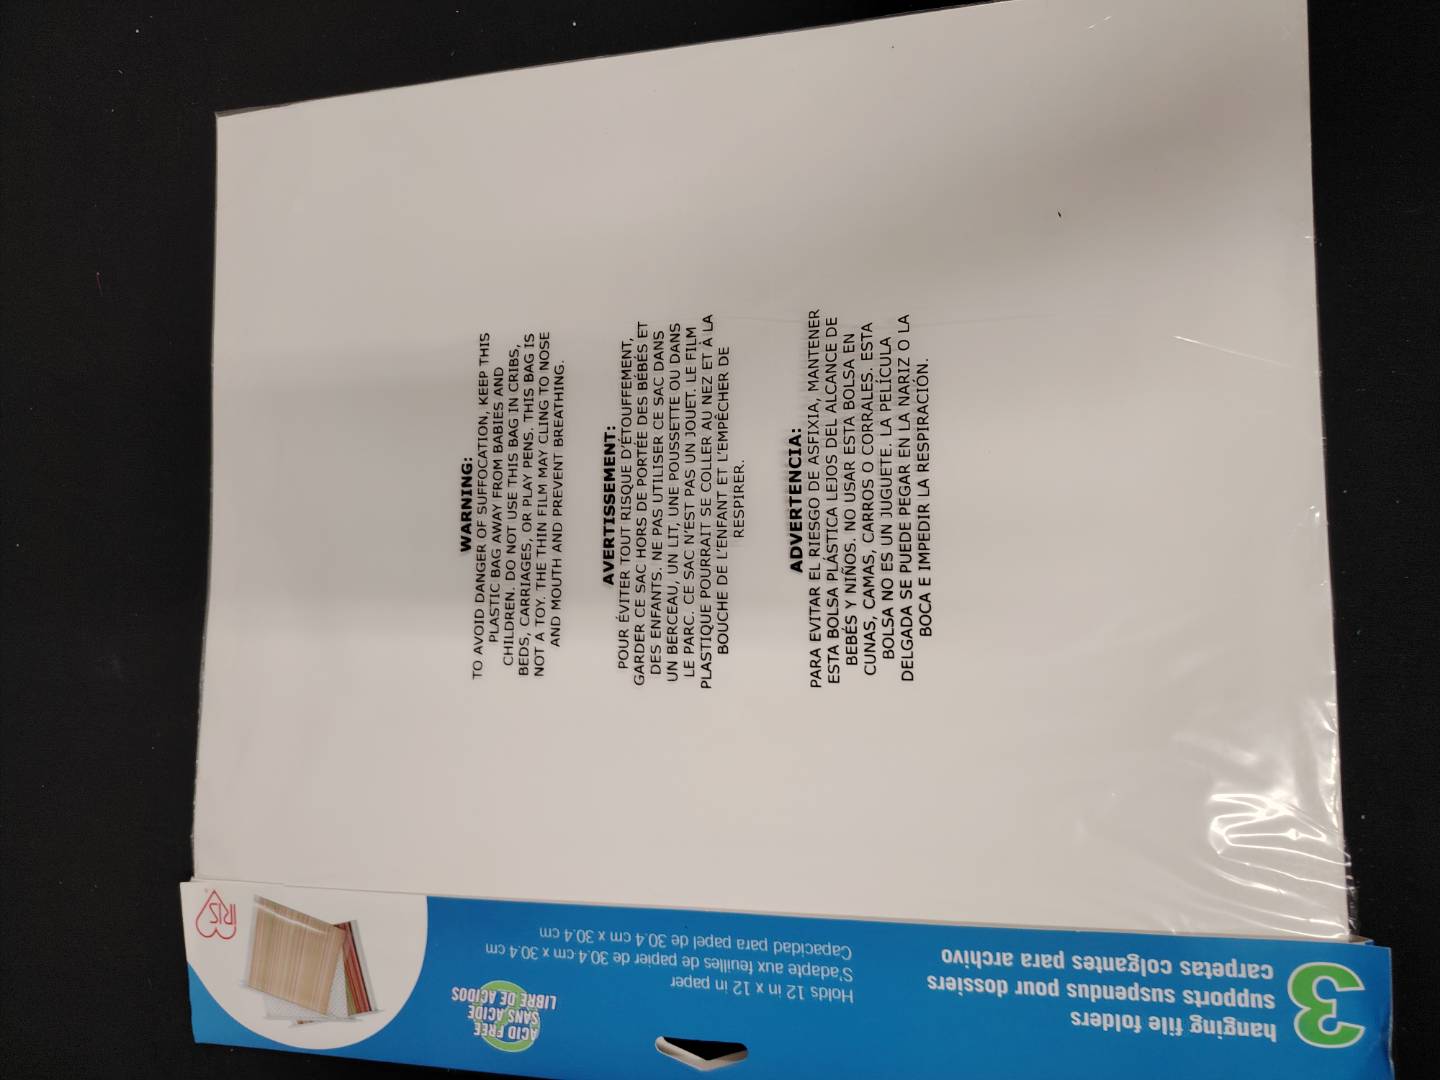 3
hanging file folders
supports suspendus pour dossiers
carpetas colgantes para archivo
Holds 12 in x 12 in paper
S'adapte aux feuilles de papier de 30.4 cm x 30.4 cm
Capacidad para papel de 30.4 cm x 30.4 cm
ACID FREE
SANS ACIDE
LIBRE DE ACIDOS
IRIS
WARNING:
TO AVOID DANGER OF SUFFOCATION, KEEP THIS
PLASTIC BAG AWAY FROM BABIES AND
CHILDREN. DO NOT USE THIS BAG IN CRIBS,
BEDS, CARRIAGES, OR PLAY PENS. THIS BAG IS
NOT A TOY. THE THIN FILM MAY CLING TO NOSE
AND MOUTH AND PREVENT BREATHING.
AVERTISSEMENT:
POUR ÉVITER TOUT RISQUE D'ÉTOUFFEMENT,
GARDER CE SAC HORS DE PORTÉE DES BÉBÉS ET
DES ENFANTS. NE PAS UTILISER CE SAC DANS
UN BERCEAU, UN LIT, UNE POUSSETTE OU DANS
LE PARC. CE SAC N'EST PAS UN JOUET. LE FILM
PLASTIQUE POURRAIT SE COLLER AU NEZ ET À LA
BOUCHE DE L'ENFANT ET L'EMPÊCHER DE
RESPIRER.
ADVERTENCIA:
PARA EVITAR EL RIESGO DE ASFIXIA, MANTENER
ESTA BOLSA PLÁSTICA LEJOS DEL ALCANCE DE
BEBÉS Y NIÑOS. NO USAR ESTA BOLSA EN
CUNAS, CAMAS, CARROS O CORRALES. ESTA
BOLSA NO ES UN JUGUETE. LA PELÍCULA
DELGADA SE PUEDE PEGAR EN LA NARIZ O LA
BOCA E IMPEDIR LA RESPIRACIÓN.